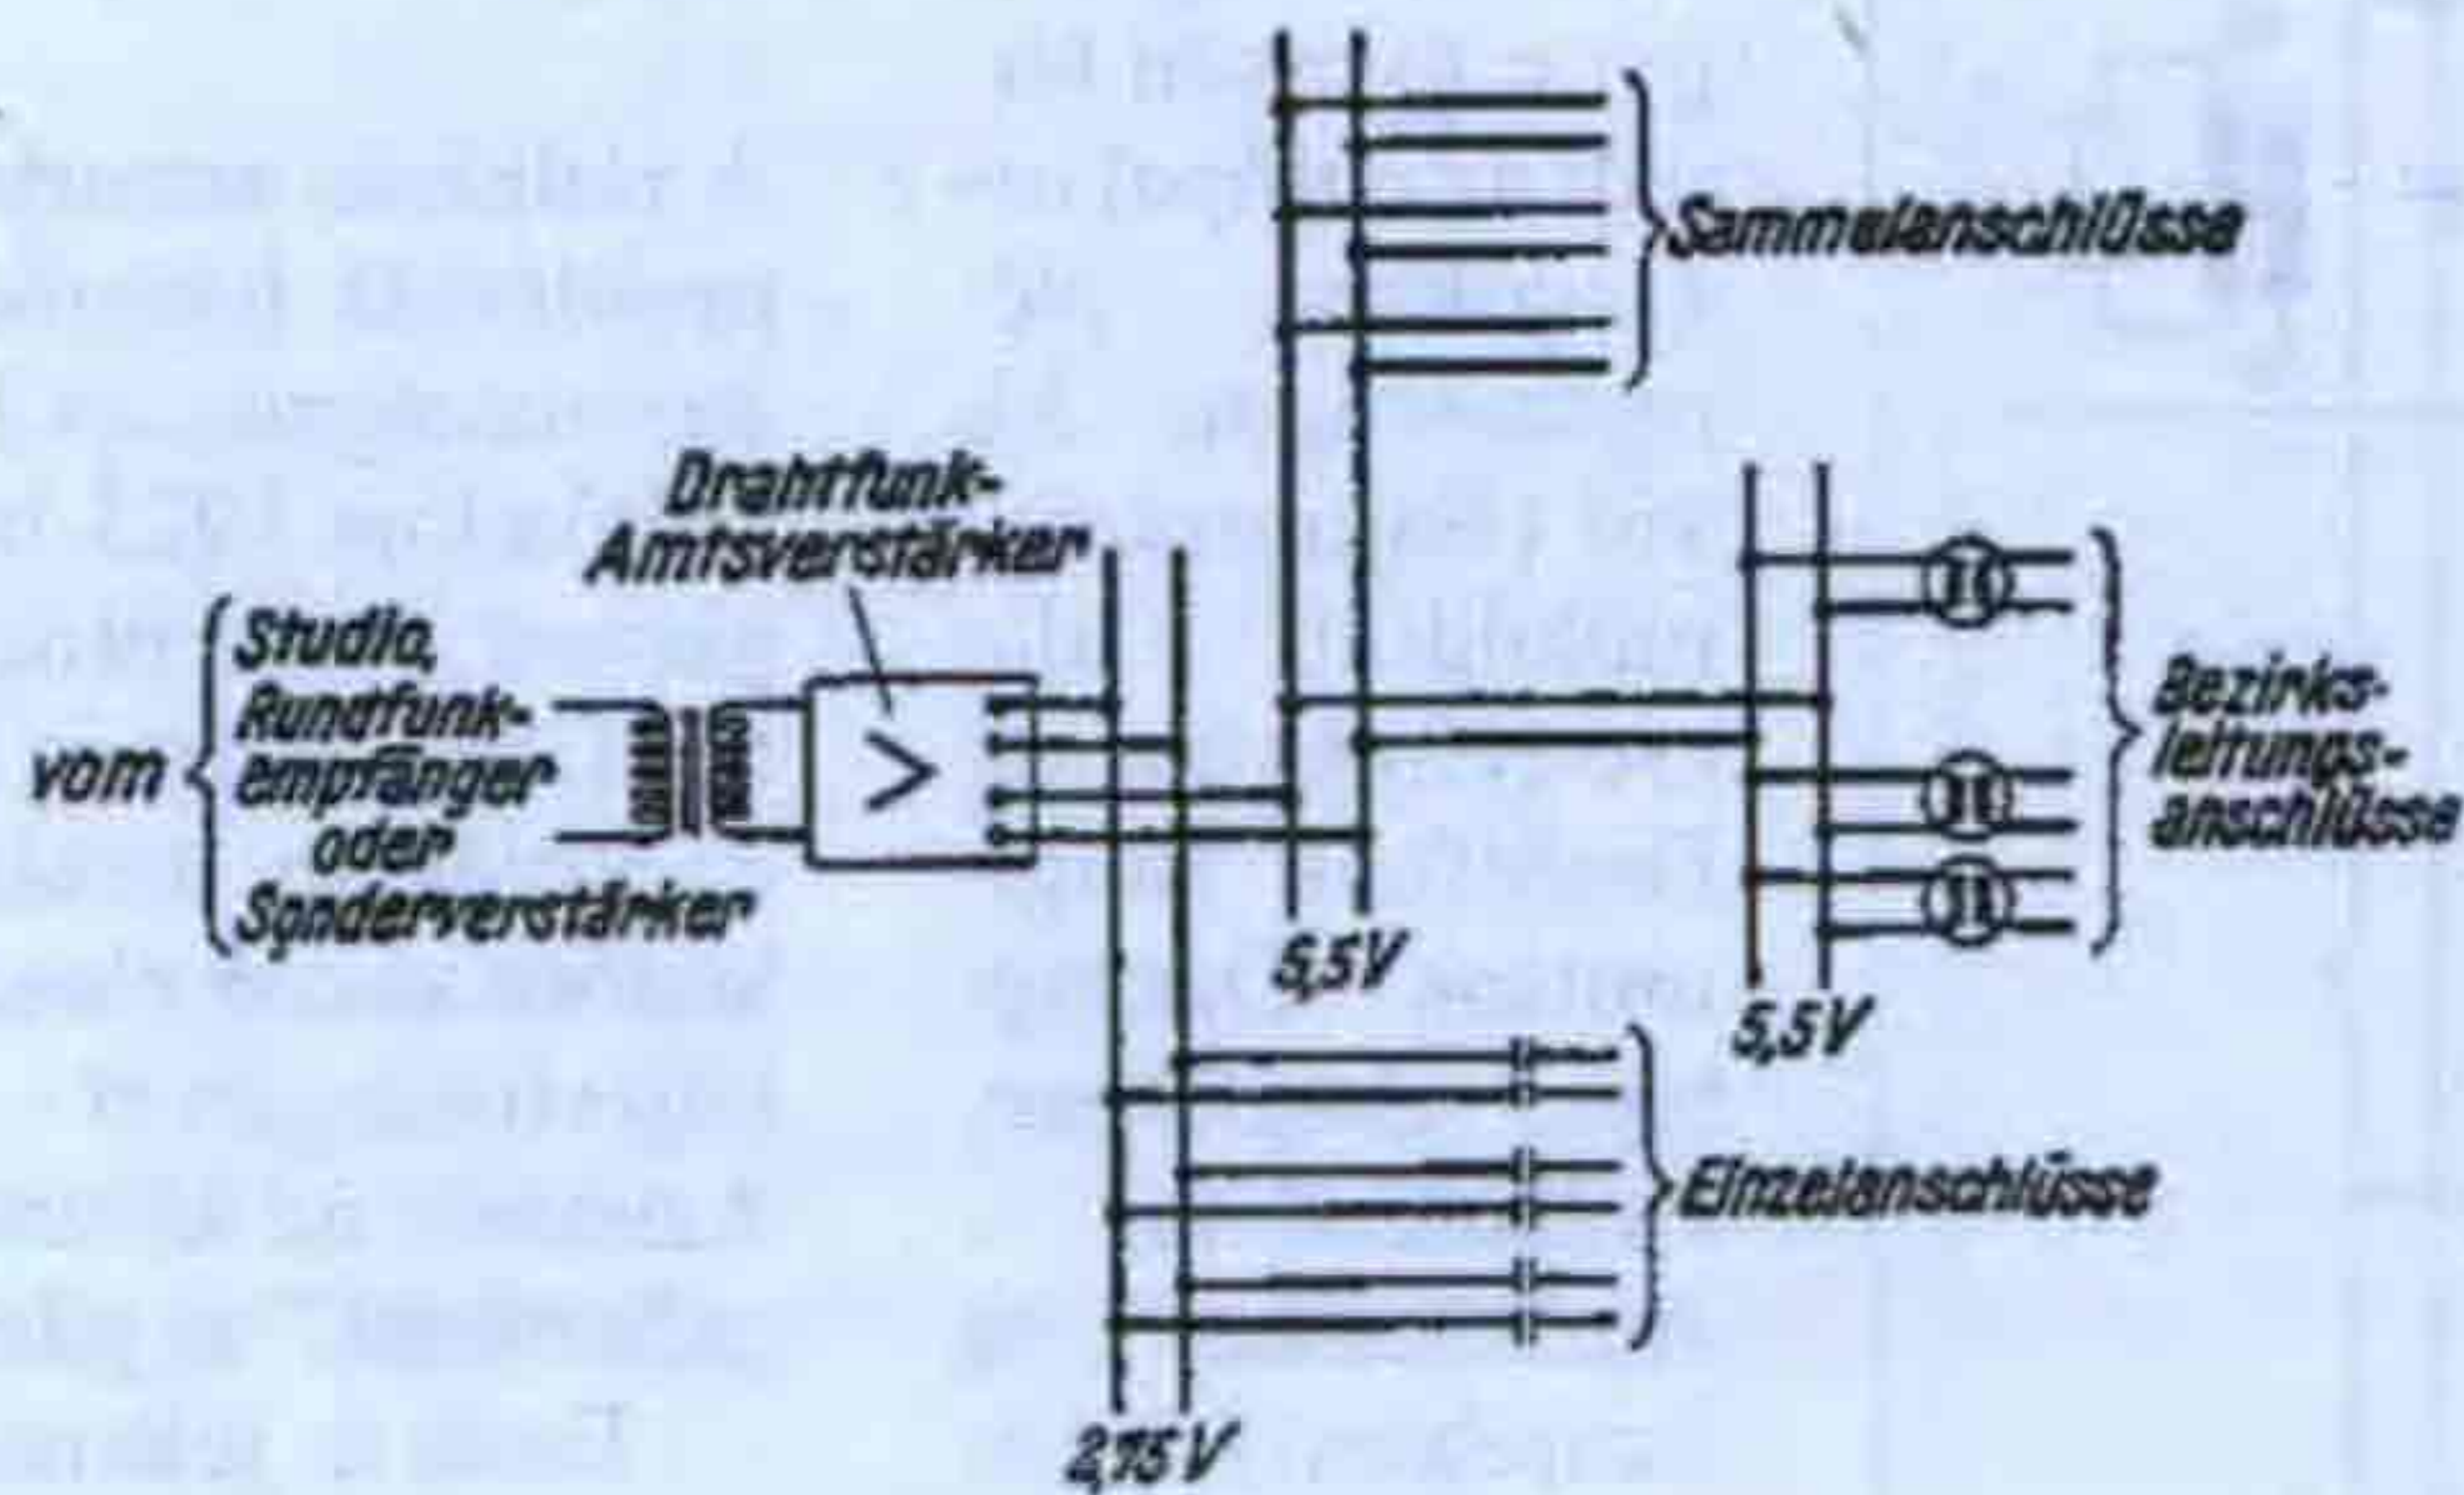 Drahtfunk-
Amtsverstärker
vom
Studio,
Rundfunk-
empfänger
oder
Sonderverstärker
Sammelanschlüsse
Bezirks-
leitungs-
anschlüsse
5,5V
5,5V
Einzelanschlüsse
2,75V